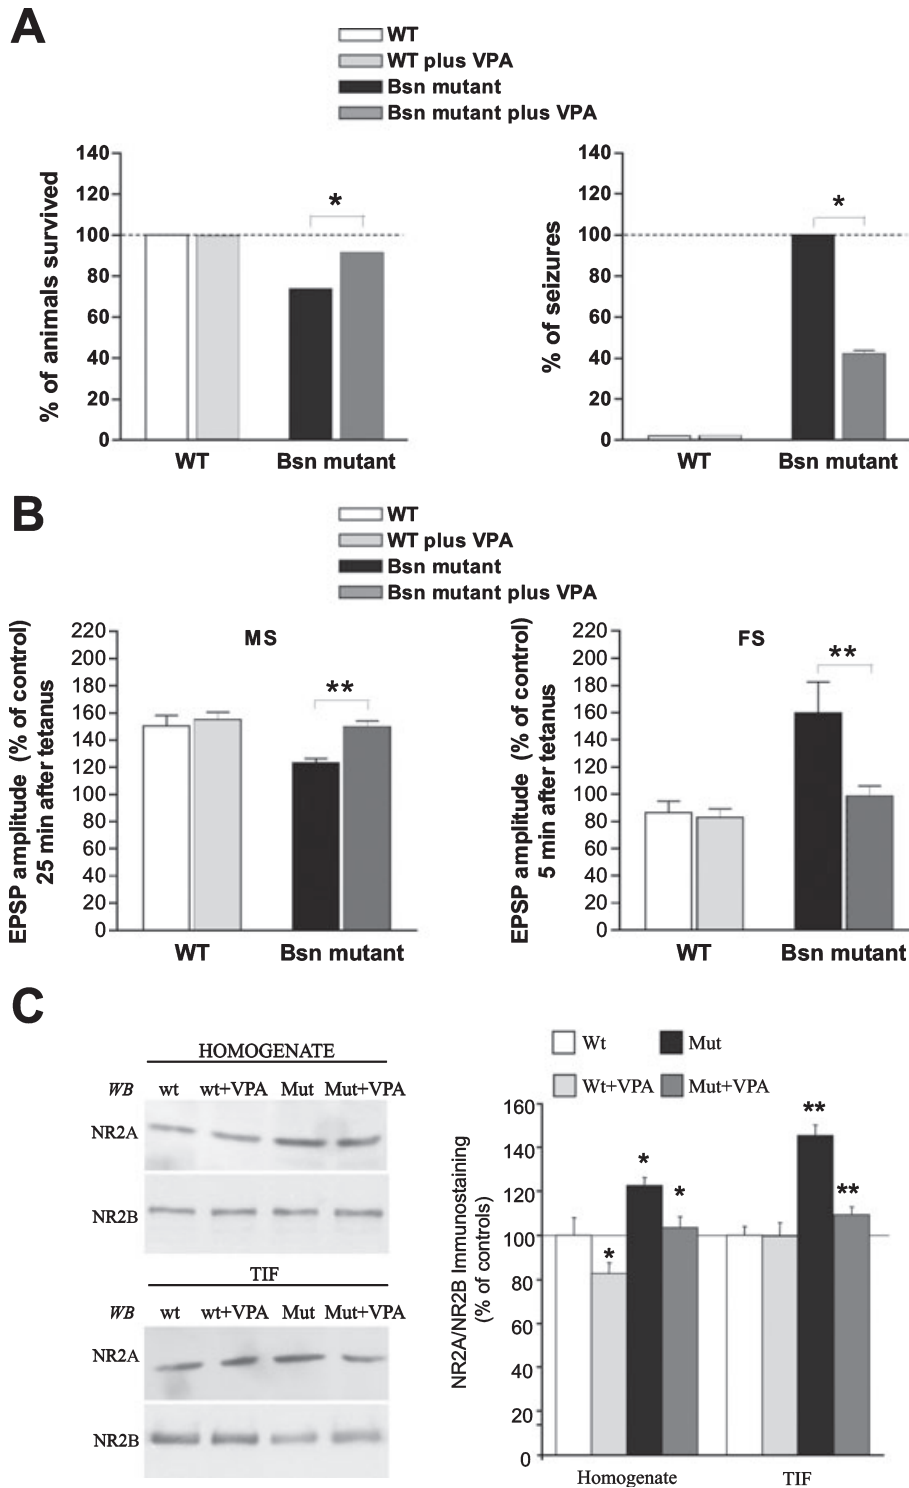 A
WT
WT plus VPA
Bsn mutant
Bsn mutant plus VPA
% of animals survived
140
120
100
80
60
40
20
0
*
WT
Bsn mutant
% of seizures
140
120
100
80
60
40
20
0
*
WT
Bsn mutant
B
WT
WT plus VPA
Bsn mutant
Bsn mutant plus VPA
EPSP amplitude (% of control)
25 min after tetanus
MS
220
200
180
160
140
120
100
80
60
40
20
0
**
WT
Bsn mutant
EPSP amplitude (% of control)
5 min after tetanus
FS
220
200
180
160
140
120
100
80
60
40
20
0
**
WT
Bsn mutant
C
HOMOGENATE
WB wt wt+VPA Mut Mut+VPA
NR2A
NR2B
TIF
WB wt wt+VPA Mut Mut+VPA
NR2A
NR2B
Wt
Mut
Wt+VPA
Mut+VPA
NR2A/NR2B Immunostaining
(% of controls)
160
140
120
100
80
60
40
20
0
*
*
*
**
**
Homogenate
TIF